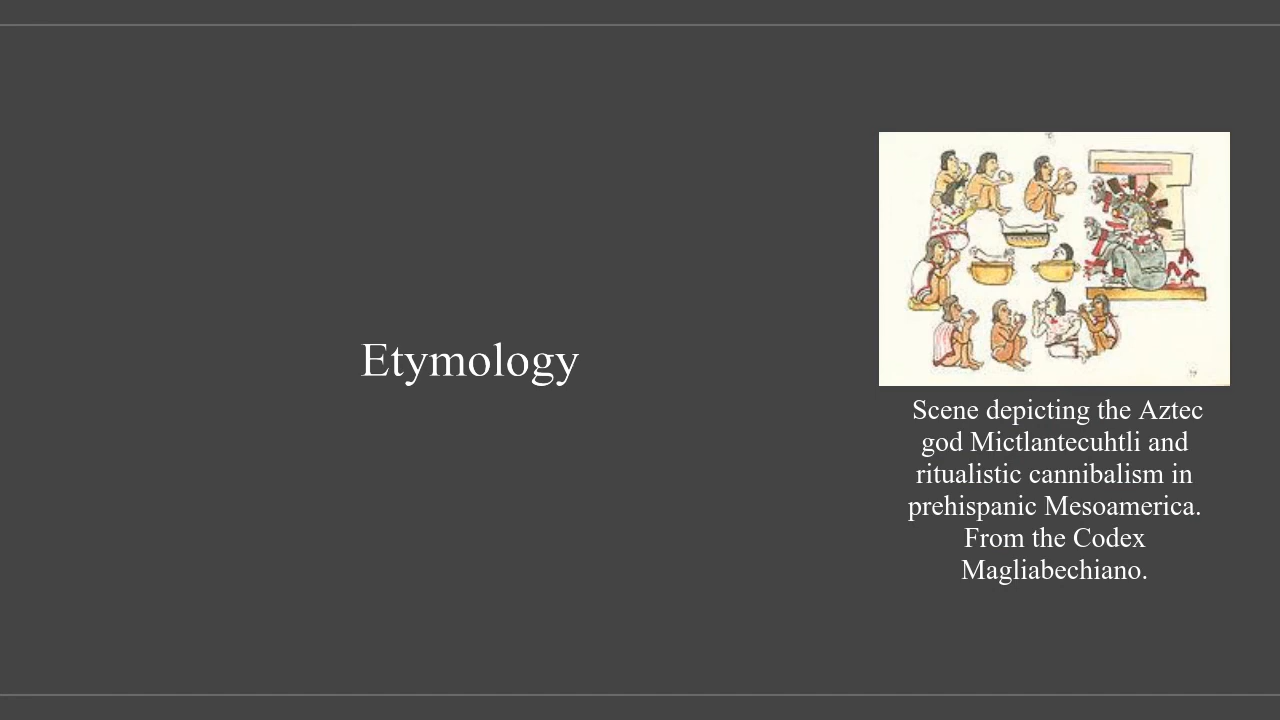 Etymology
Scene depicting the Aztec
god Mictlantecuhtli and
ritualistic cannibalism in
prehispanic Mesoamerica.
From the Codex
Magliabechiano.